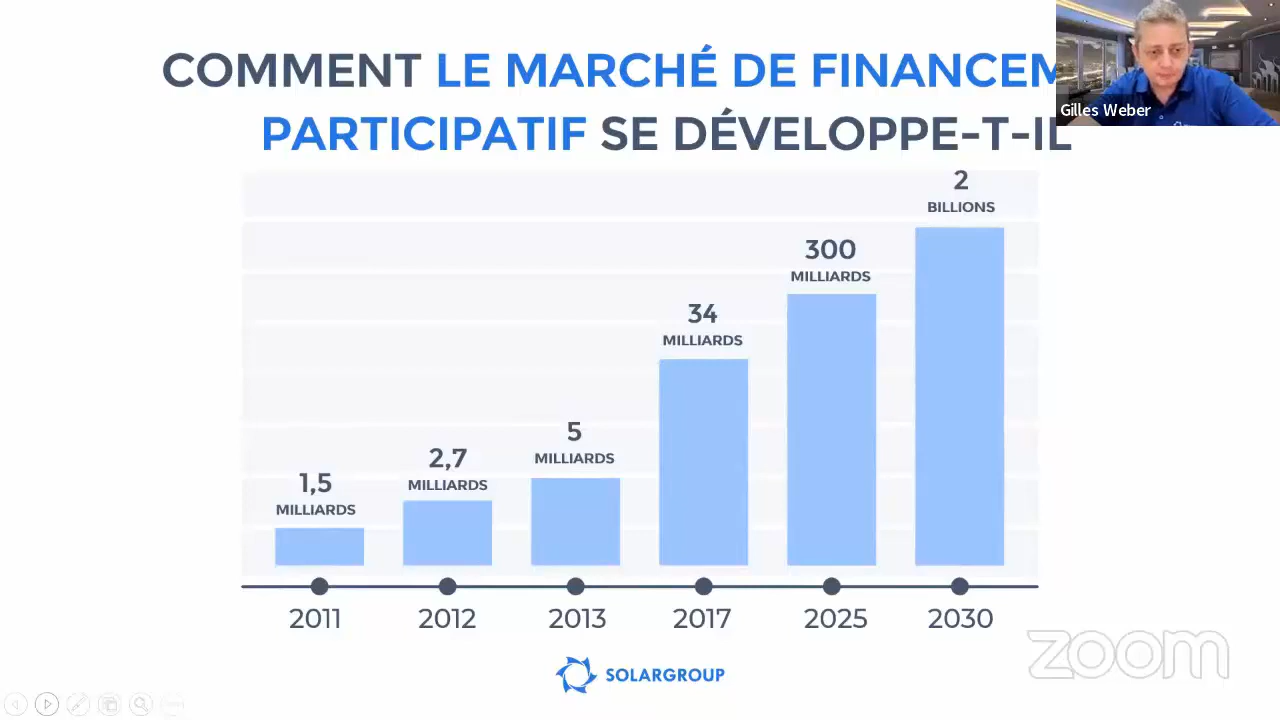 COMMENT LE MARCHÉ DE FINANCEM
PARTICIPATIF SE DÉVELOPPE-T-IL
Gilles Weber
2
BILLIONS
300
MILLIARDS
34
MILLIARDS
5
MILLIARDS
2,7
MILLIARDS
1,5
MILLIARDS
2011 2012 2013 2017 2025 2030
SOLARGROUP
zoom